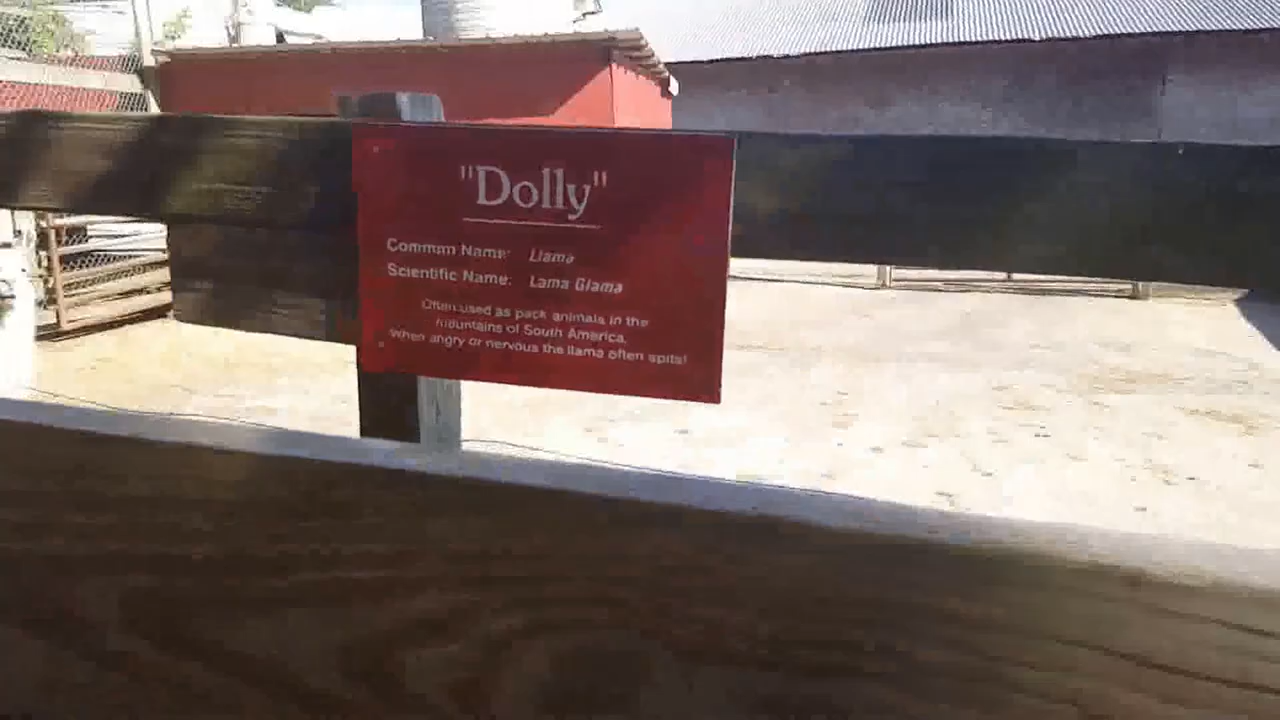 "Dolly"
Common Name: Llama
Scientific Name: Lama Glama
Often used as pack animals in the
mountains of South America.
When angry or nervous the llama often spits!